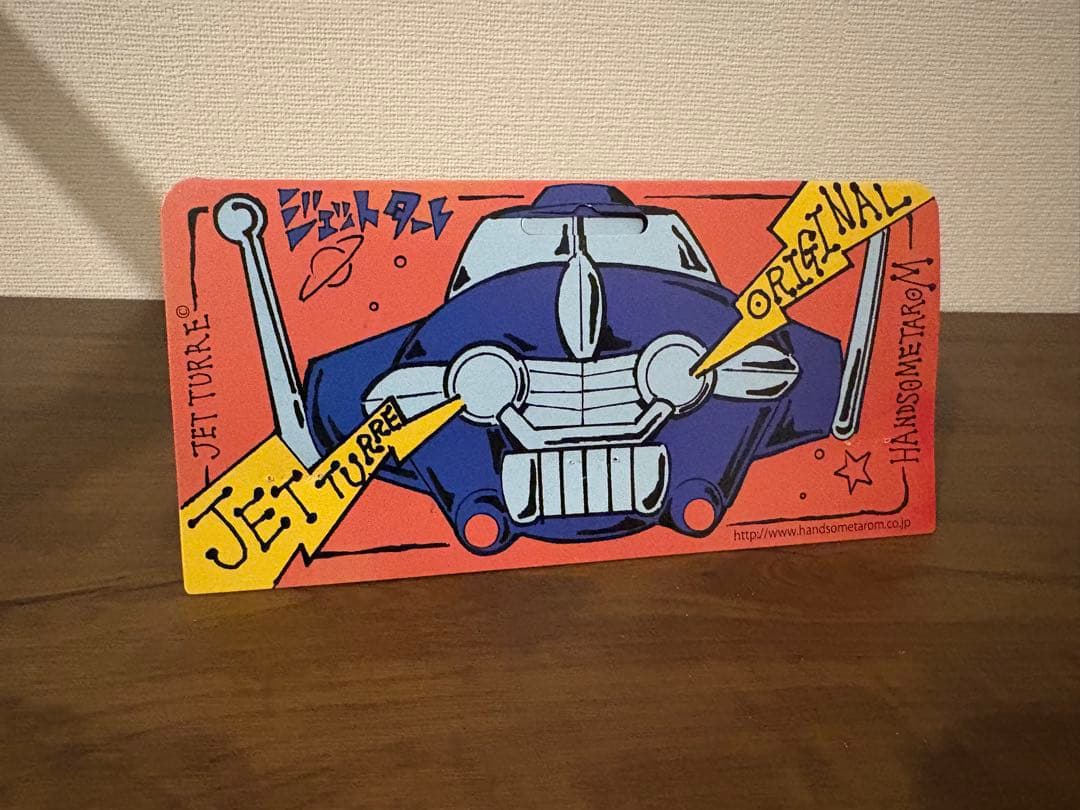 ジェットタートル
ORIGINAL
JET TURRE©
HANDSOMETAROM
JET TURRE
http://www.handsometarom.co.jp